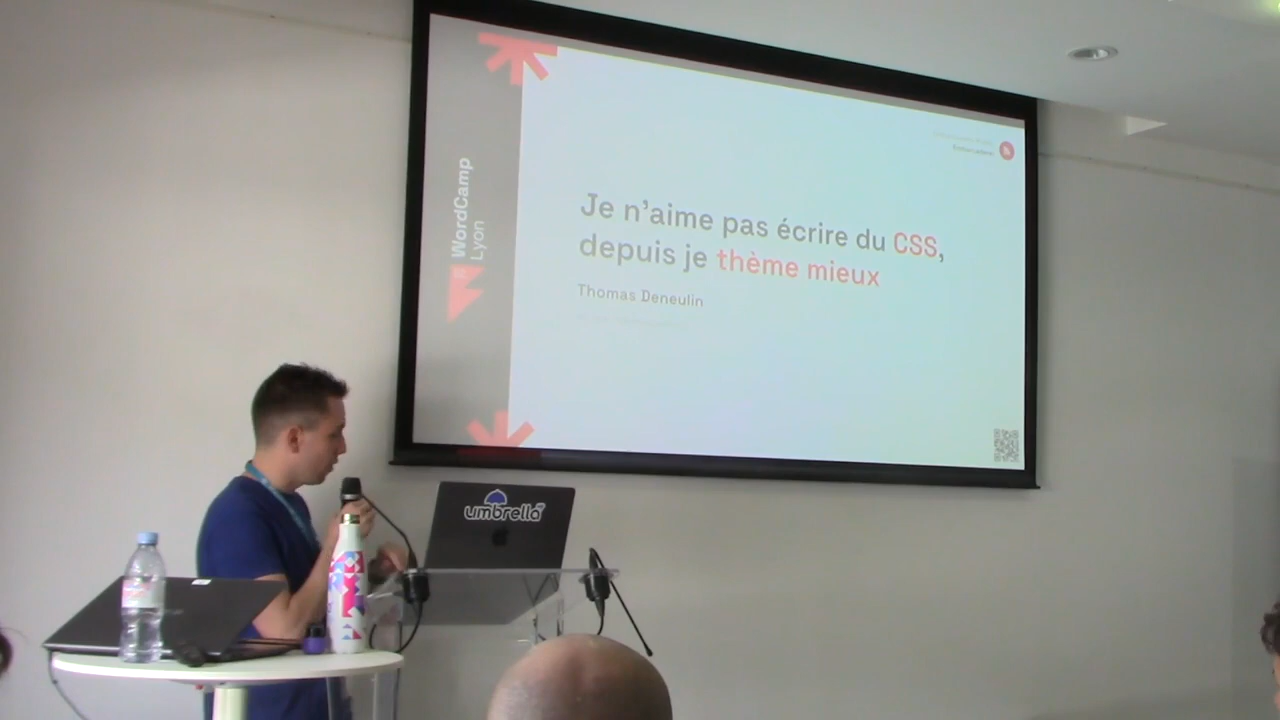 WordCamp
Lyon
Je n'aime pas écrire du CSS,
depuis je thème mieux
Thomas Deneulin
umbrella